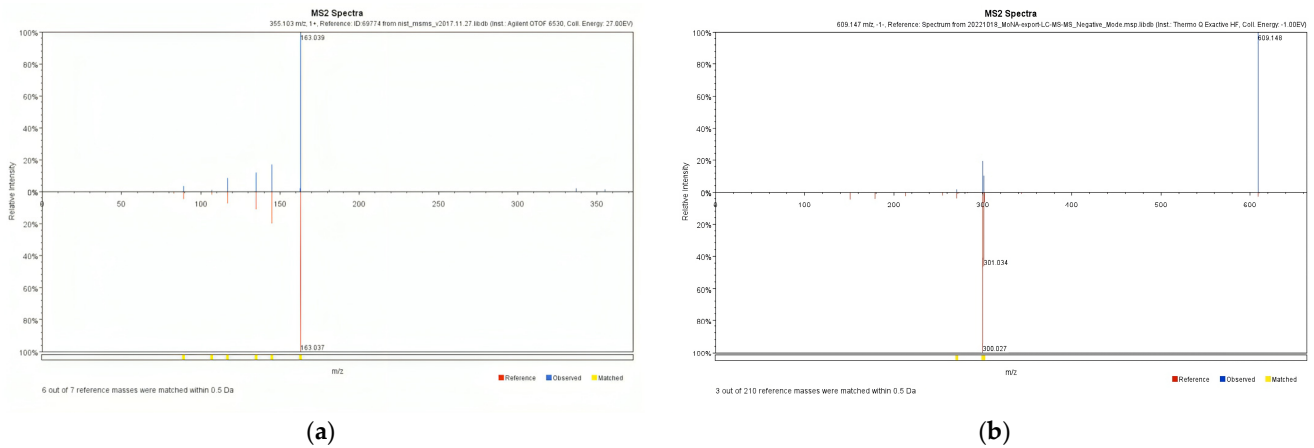 MS2 Spectra
355.103 m/z, 1+, Reference: ID:69774 from nist_msms_v2017.11.27.libdb (Inst.: Agilent QTOF 6530, Coll. Energy: 27.00EV)
100%
80%
60%
40%
20%
0%
20%
40%
60%
80%
100%
Relative Intensity
163.039
0
50
100
150
200
250
300
350
163.037
m/z
Reference
Observed
Matched
6 out of 7 reference masses were matched within 0.5 Da
(a)
MS2 Spectra
609.147 m/z, -1-, Reference: Spectrum from 20221018_MoNA-export-LC-MS-MS_Negative_Mode.msp.libdb (Inst.: Thermo Q Exactive HF, Coll. Energy: -1.00EV)
100%
80%
60%
40%
20%
0%
20%
40%
60%
80%
100%
Relative Intensity
609.148
0
100
200
300
400
500
600
301.034
300.027
m/z
Reference
Observed
Matched
3 out of 210 reference masses were matched within 0.5 Da
(b)